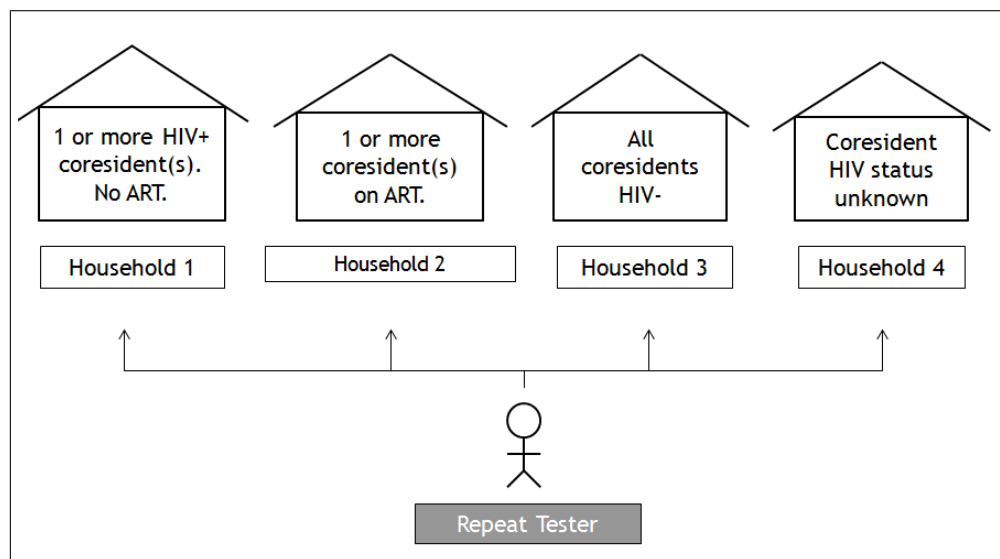 1 or more HIV+
coresident(s).
No ART.
1 or more
coresident(s)
on ART.
All
coresidents
HIV-
Coresident
HIV status
unknown
Household 1
Household 2
Household 3
Household 4
Repeat Tester